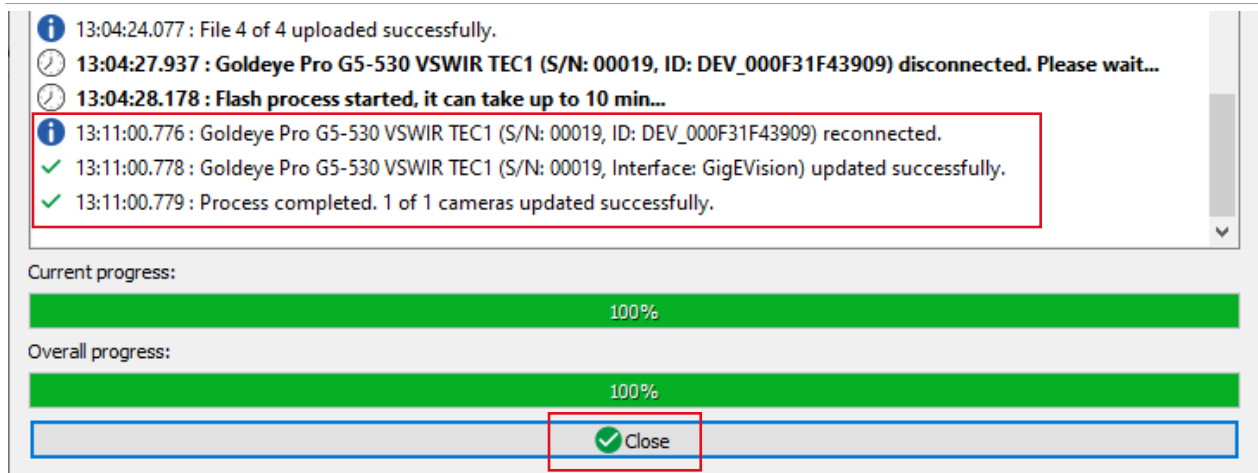 13:04:24.077 : File 4 of 4 uploaded successfully.
13:04:27.937 : Goldeye Pro G5-530 VSWIR TEC1 (S/N: 00019, ID: DEV_000F31F43909) disconnected. Please wait...
13:04:28.178 : Flash process started, it can take up to 10 min...
13:11:00.776 : Goldeye Pro G5-530 VSWIR TEC1 (S/N: 00019, ID: DEV_000F31F43909) reconnected.
13:11:00.778 : Goldeye Pro G5-530 VSWIR TEC1 (S/N: 00019, Interface: GigEVision) updated successfully.
13:11:00.779 : Process completed. 1 of 1 cameras updated successfully.
Current progress:
100%
Overall progress:
100%
Close